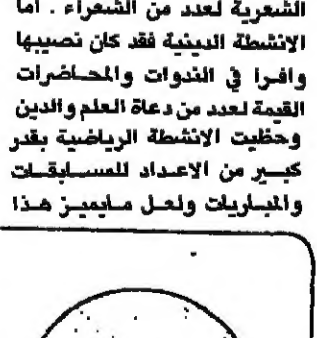 الشعرية لعدد من الشعراء . أما
الانشطة الدينية فقد كان نصيبها
وافرا في الندوات والمحاضرات
القيمة لعدد من دعاة العلم والدين
وحظيت الانشطة الرياضية بقدر
كبير من الاعداد للمسابقات
والمباريات ولعل مايميز هذا